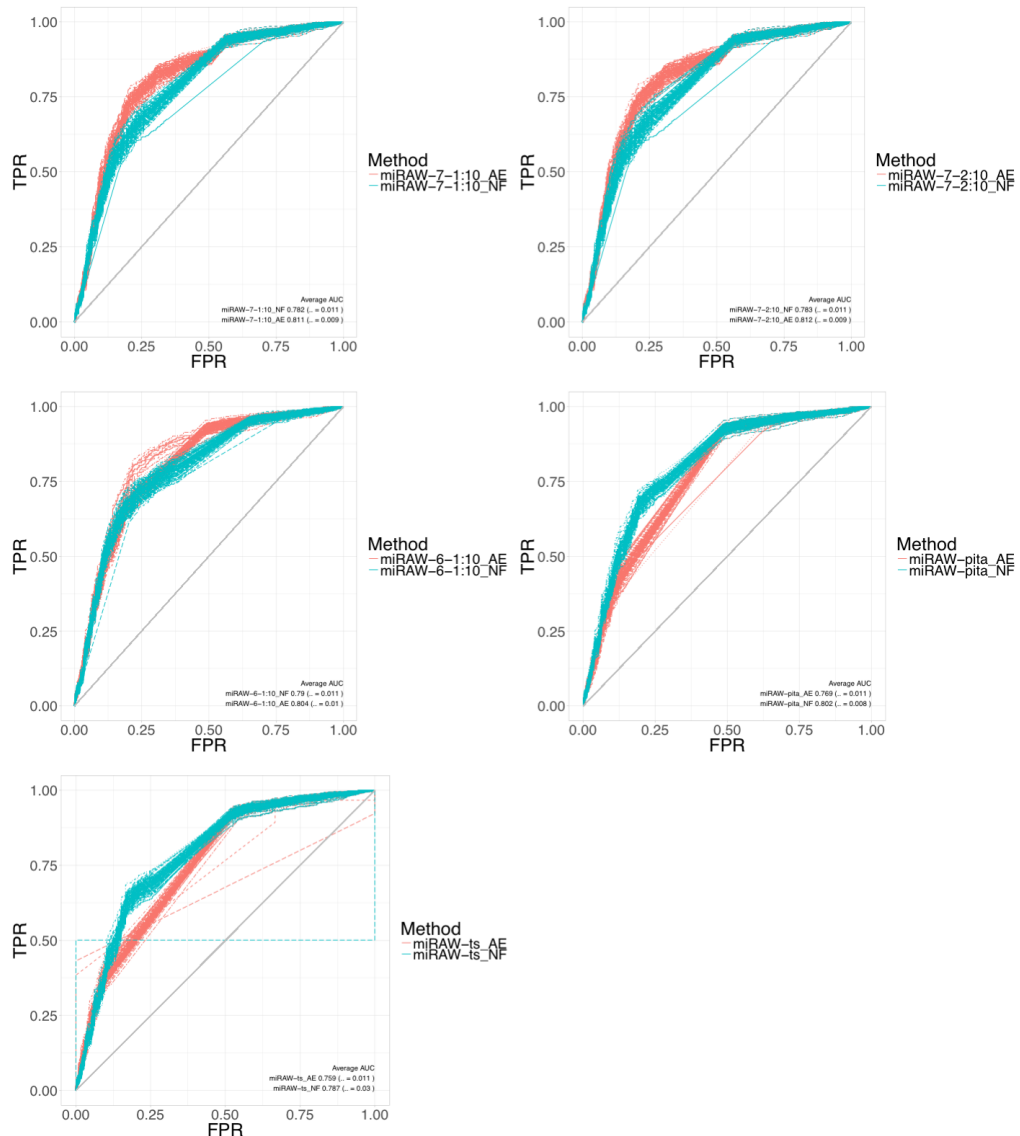 1.00
0.75
0.50
0.25
0.00
TPR
0.00 0.25 0.50 0.75 1.00
FPR
Method
miRAW-7-1:10_AE
miRAW-7-1:10_NF
Average AUC
miRAW-7-1:10_NF 0.782 (.. = 0.011 )
miRAW-7-1:10_AE 0.811 (.. = 0.009 )
1.00
0.75
0.50
0.25
0.00
TPR
0.00 0.25 0.50 0.75 1.00
FPR
Method
miRAW-7-2:10_AE
miRAW-7-2:10_NF
Average AUC
miRAW-7-2:10_NF 0.783 (.. = 0.011 )
miRAW-7-2:10_AE 0.812 (.. = 0.009 )
1.00
0.75
0.50
0.25
0.00
TPR
0.00 0.25 0.50 0.75 1.00
FPR
Method
miRAW-6-1:10_AE
miRAW-6-1:10_NF
Average AUC
miRAW-6-1:10_NF 0.79 (.. = 0.011 )
miRAW-6-1:10_AE 0.804 (.. = 0.01 )
1.00
0.75
0.50
0.25
0.00
TPR
0.00 0.25 0.50 0.75 1.00
FPR
Method
miRAW-pita_AE
miRAW-pita_NF
Average AUC
miRAW-pita_AE 0.769 (.. = 0.011 )
miRAW-pita_NF 0.802 (.. = 0.008 )
1.00
0.75
0.50
0.25
0.00
TPR
0.00 0.25 0.50 0.75 1.00
FPR
Method
miRAW-ts_AE
miRAW-ts_NF
Average AUC
miRAW-ts_AE 0.759 (.. = 0.011 )
miRAW-ts_NF 0.787 (.. = 0.03 )